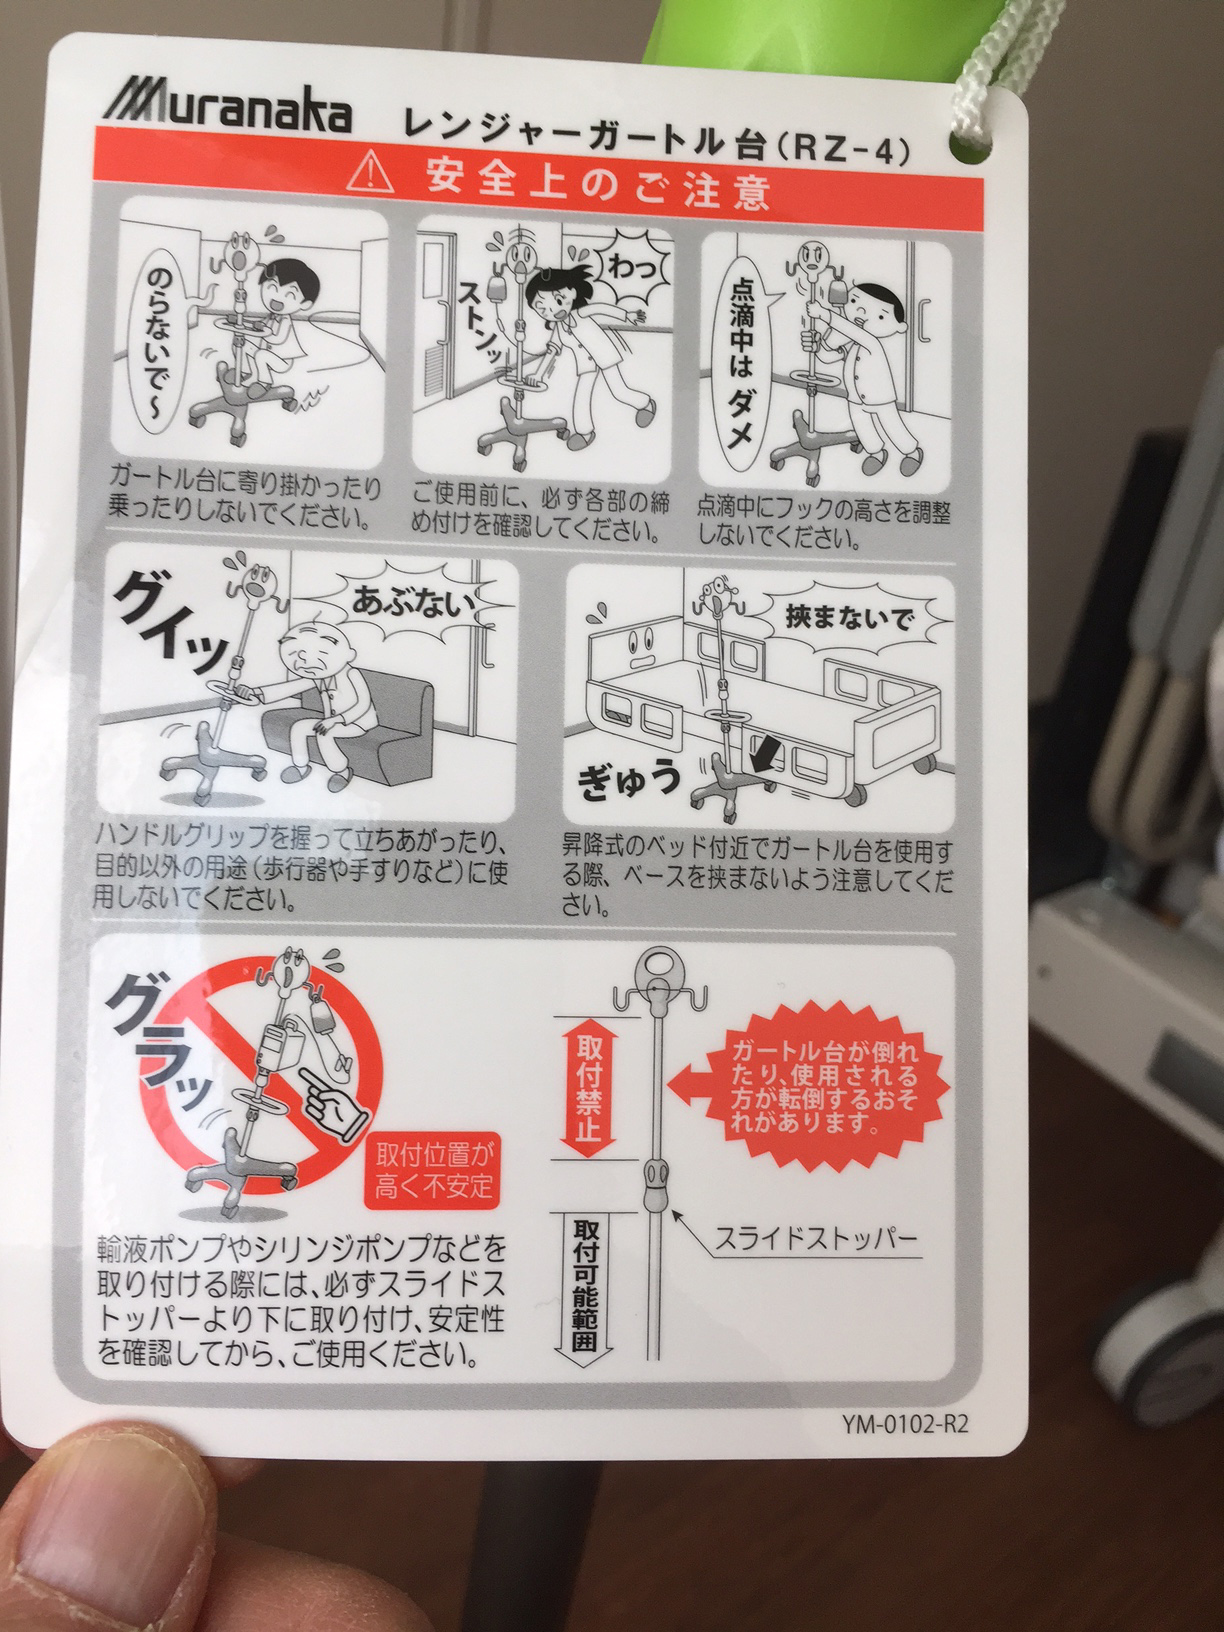 Muranaka レンジャーガートル台(RZ-4)
安全上のご注意
のらないで〜
ストンッ
わっ
点滴中は ダメ
ガートル台に寄り掛かったり
乗ったりしないでください。
ご使用前に、必ず各部の締
め付けを確認してください。
点滴中にフックの高さを調整
しないでください。
グイッ
あぶない
挟まないで
ぎゅう
ハンドルグリップを握って立ちあがったり、
目的以外の用途(歩行器や手すりなど)に使
用しないでください。
昇降式のベッド付近でガートル台を使用す
る際、ベースを挟まないよう注意してくだ
さい。
グラッ
取付位置が
高く不安定
輸液ポンプやシリンジポンプなどを
取り付ける際には、必ずスライドス
トッパーより下に取り付け、安定性
を確認してから、ご使用ください。
取付禁止
ガートル台が倒れ
たり、使用される
方が転倒するおそ
れがあります。
スライドストッパー
取付可能範囲
YM-0102-R2